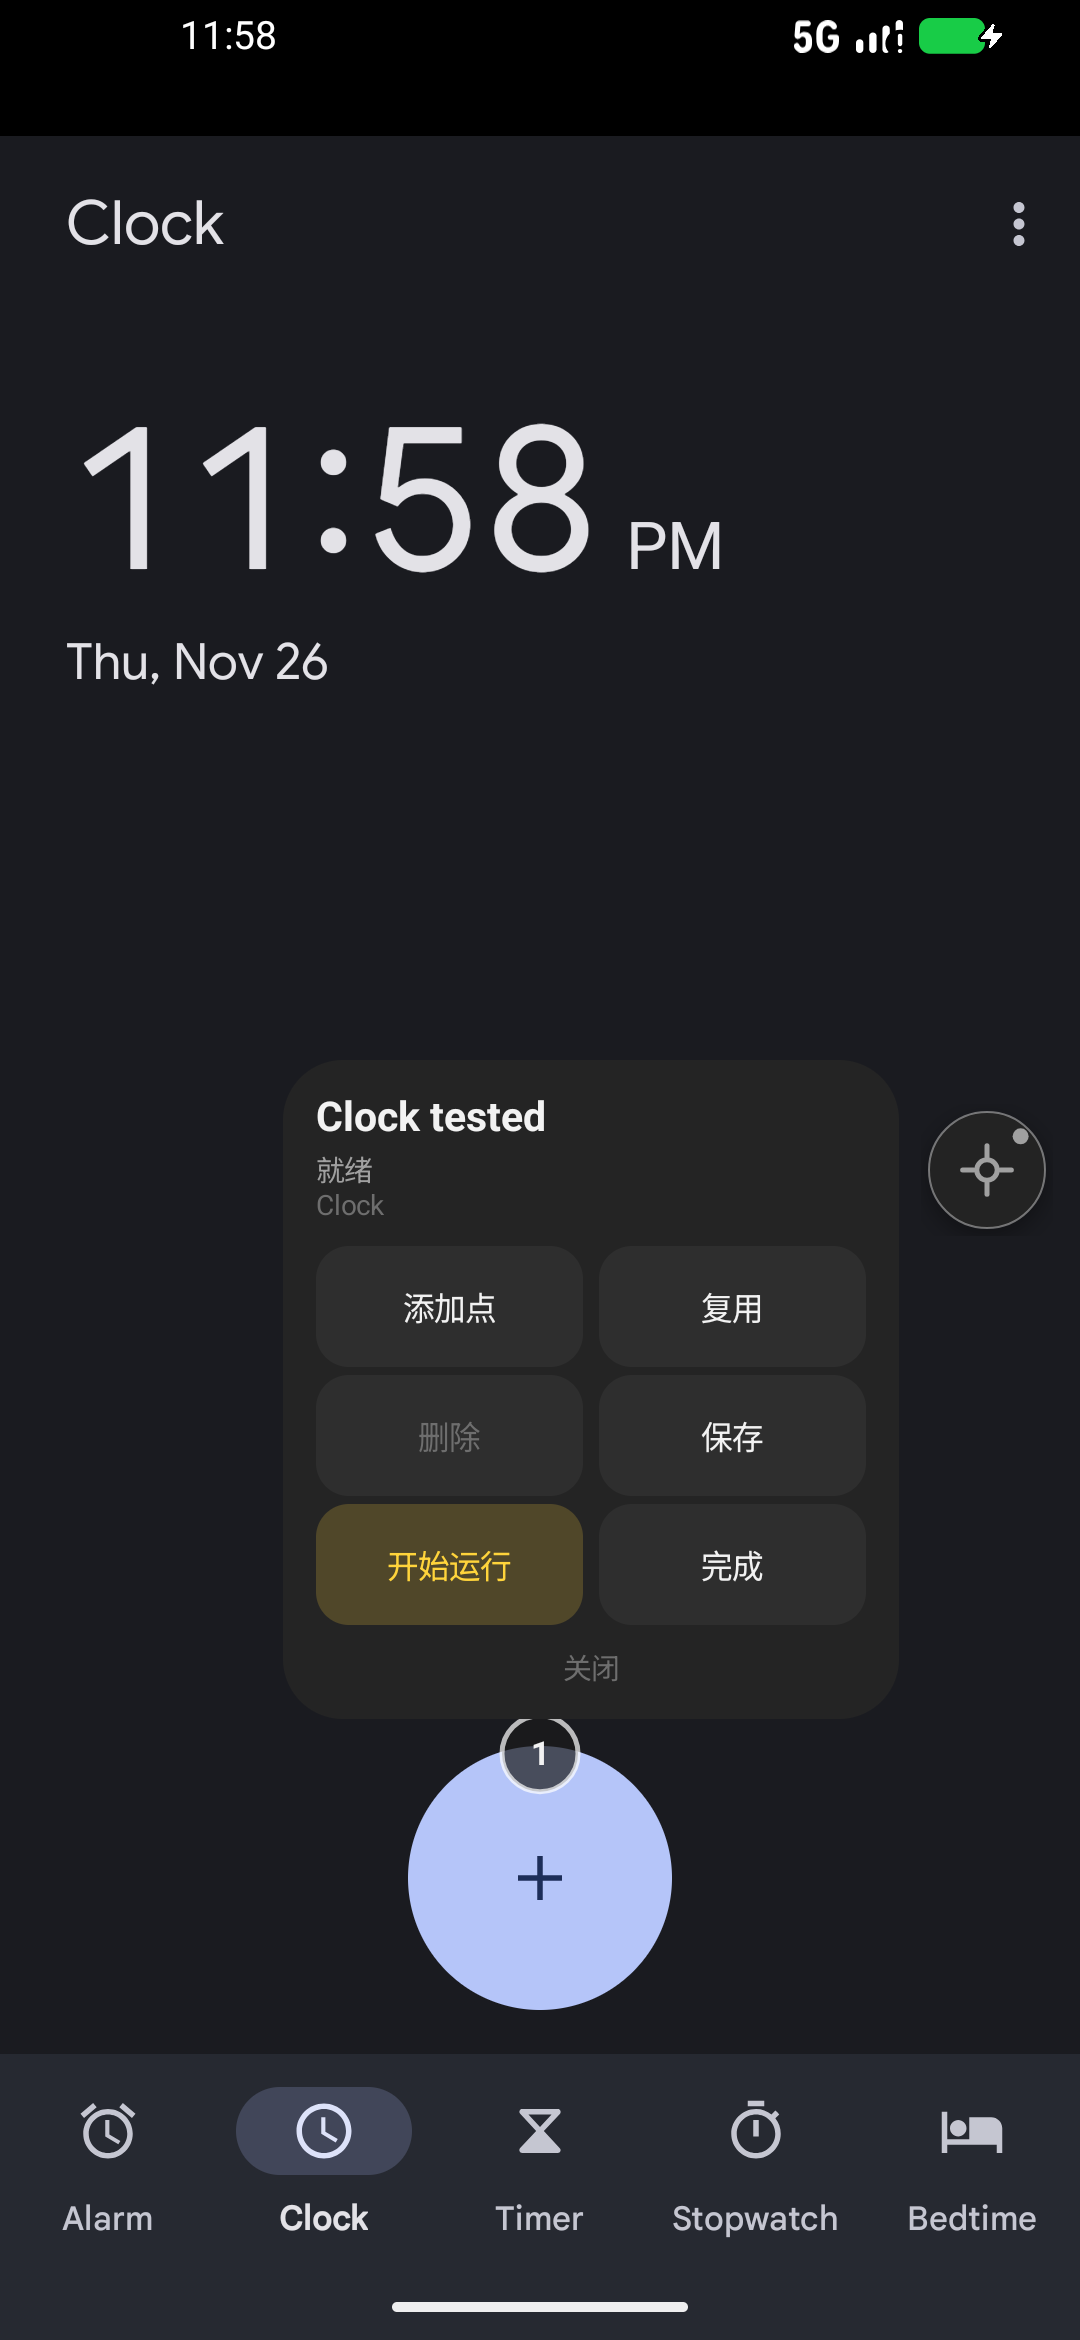 11:58
5G
Clock
11:58 PM
Thu, Nov 26
Clock tested
就绪
Clock
添加点
复用
删除
保存
开始运行
完成
关闭
1
Alarm
Clock
Timer
Stopwatch
Bedtime